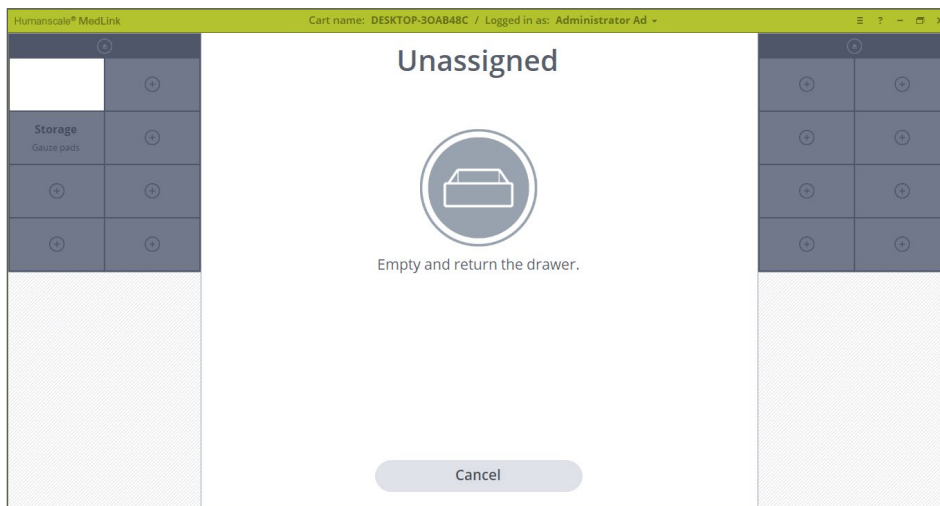 Humanscale® MedLink
Cart name: DESKTOP-3OAB48C / Logged in as: Administrator Ad
Unassigned
Storage
Gauze pads
Empty and return the drawer.
Cancel